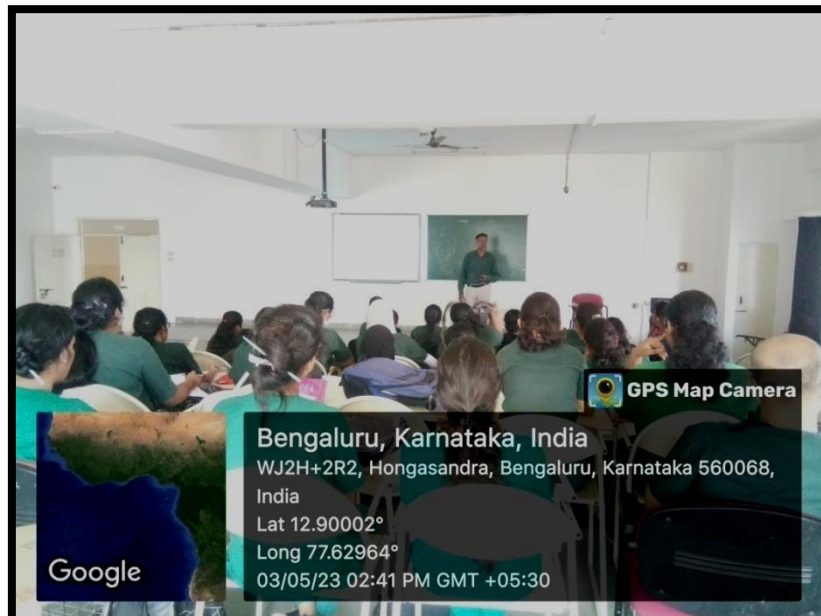 GPS Map Camera
Bengaluru, Karnataka, India
WJ2H+2R2, Hongasandra, Bengaluru, Karnataka 560068,
India
Lat 12.90002°
Long 77.62964°
03/05/23 02:41 PM GMT +05:30
Google